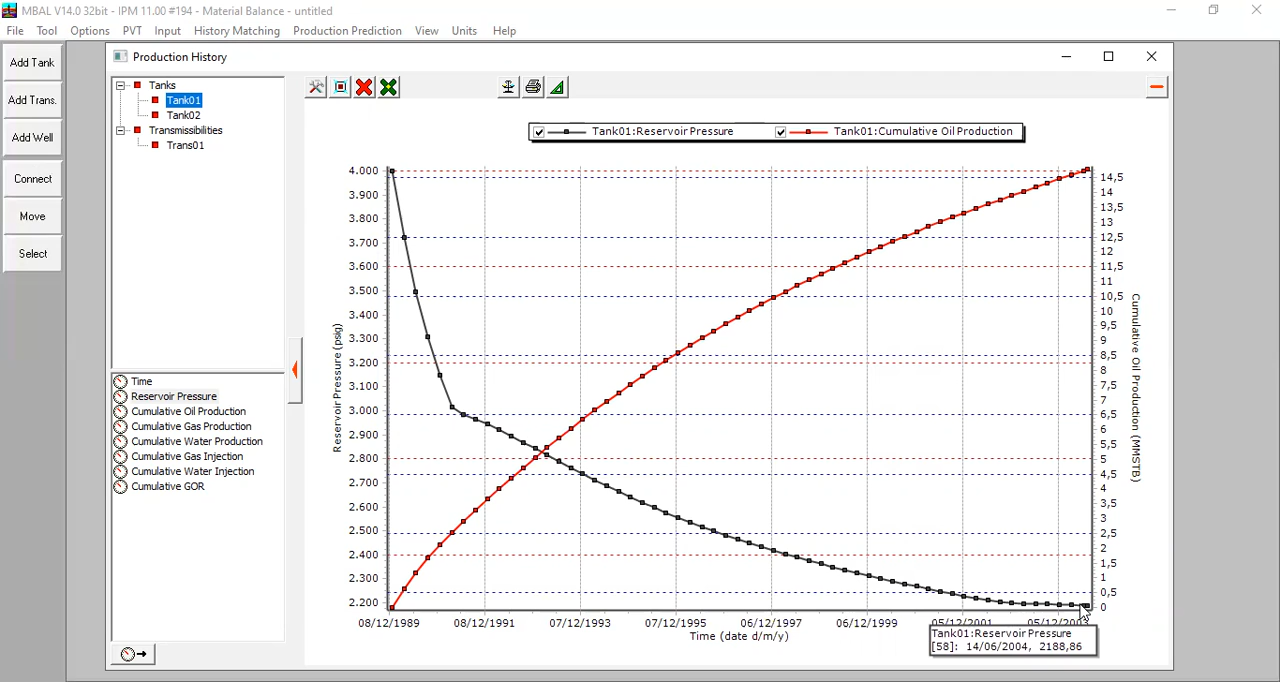 MBAL V14.0 32bit - IPM 11.00 #194 - Material Balance - untitled
File Tool Options PVT Input History Matching Production Prediction View Units Help
Add Tank
Add Trans.
Add Well
Connect
Move
Select
Production History
Tanks
Tank01
Tank02
Transmissibilities
Trans01
Time
Reservoir Pressure
Cumulative Oil Production
Cumulative Gas Production
Cumulative Water Production
Cumulative Gas Injection
Cumulative Water Injection
Cumulative GOR
Tank01:Reservoir Pressure Tank01:Cumulative Oil Production
Reservoir Pressure (psig)
4.000
3.900
3.800
3.700
3.600
3.500
3.400
3.300
3.200
3.100
3.000
2.900
2.800
2.700
2.600
2.500
2.400
2.300
2.200
14,5
14
13,5
13
12,5
12
11,5
11
10,5
10
9,5
9
8,5
8
7,5
7
6,5
6
5,5
5
4,5
4
3,5
3
2,5
2
1,5
1
0,5
0
Cumulative Oil Production (MMSTB)
08/12/1989 08/12/1991 07/12/1993 07/12/1995 06/12/1997 06/12/1999 05/12/2001
Time (date d/m/y)
Tank01:Reservoir Pressure
[58]: 14/06/2004, 2188,86